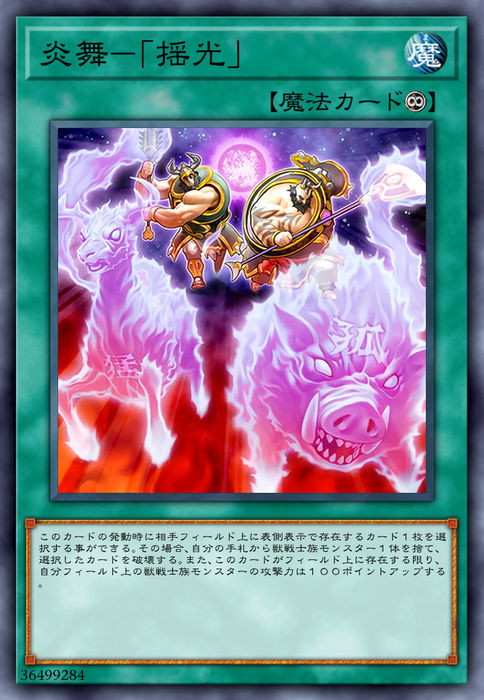 炎舞-「揺光」
魔
【魔法カード】
狂
狐
このカードの発動時に相手フィールド上に表側表示で存在するカード1枚を選
択する事ができる。その場合、自分の手札から獣戦士族モンスター1体を捨て、
選択したカードを破壊する。また、このカードがフィールド上に存在する限り、
自分フィールド上の獣戦士族モンスターの攻撃力は100ポイントアップする
。
36499284